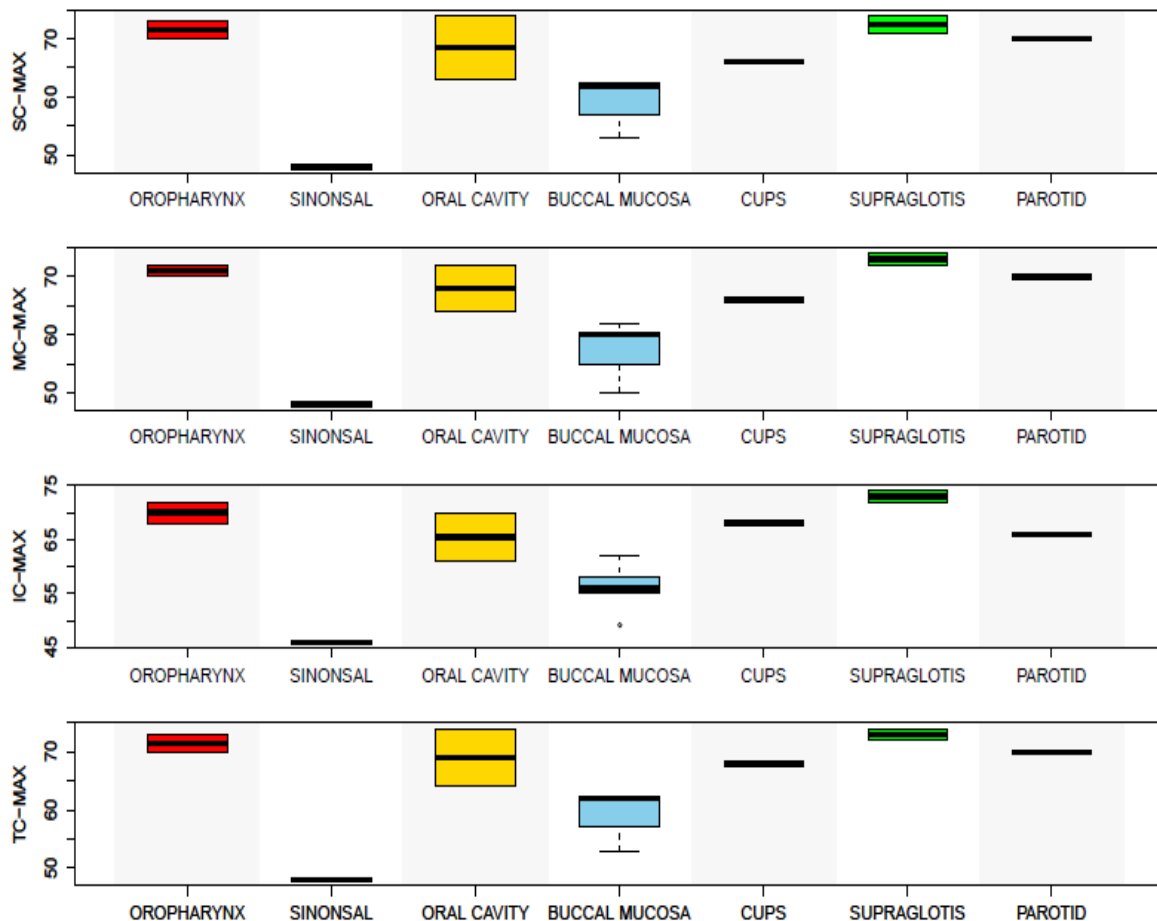 SC-MAX
70
60
50
OROPHARYNX SINONSAL ORAL CAVITY BUCCAL MUCOSA CUPS SUPRAGLOTIS PAROTID
MC-MAX
70
60
50
OROPHARYNX SINONSAL ORAL CAVITY BUCCAL MUCOSA CUPS SUPRAGLOTIS PAROTID
IC-MAX
75
65
55
45
OROPHARYNX SINONSAL ORAL CAVITY BUCCAL MUCOSA CUPS SUPRAGLOTIS PAROTID
TC-MAX
70
60
50
OROPHARYNX SINONSAL ORAL CAVITY BUCCAL MUCOSA CUPS SUPRAGLOTIS PAROTID